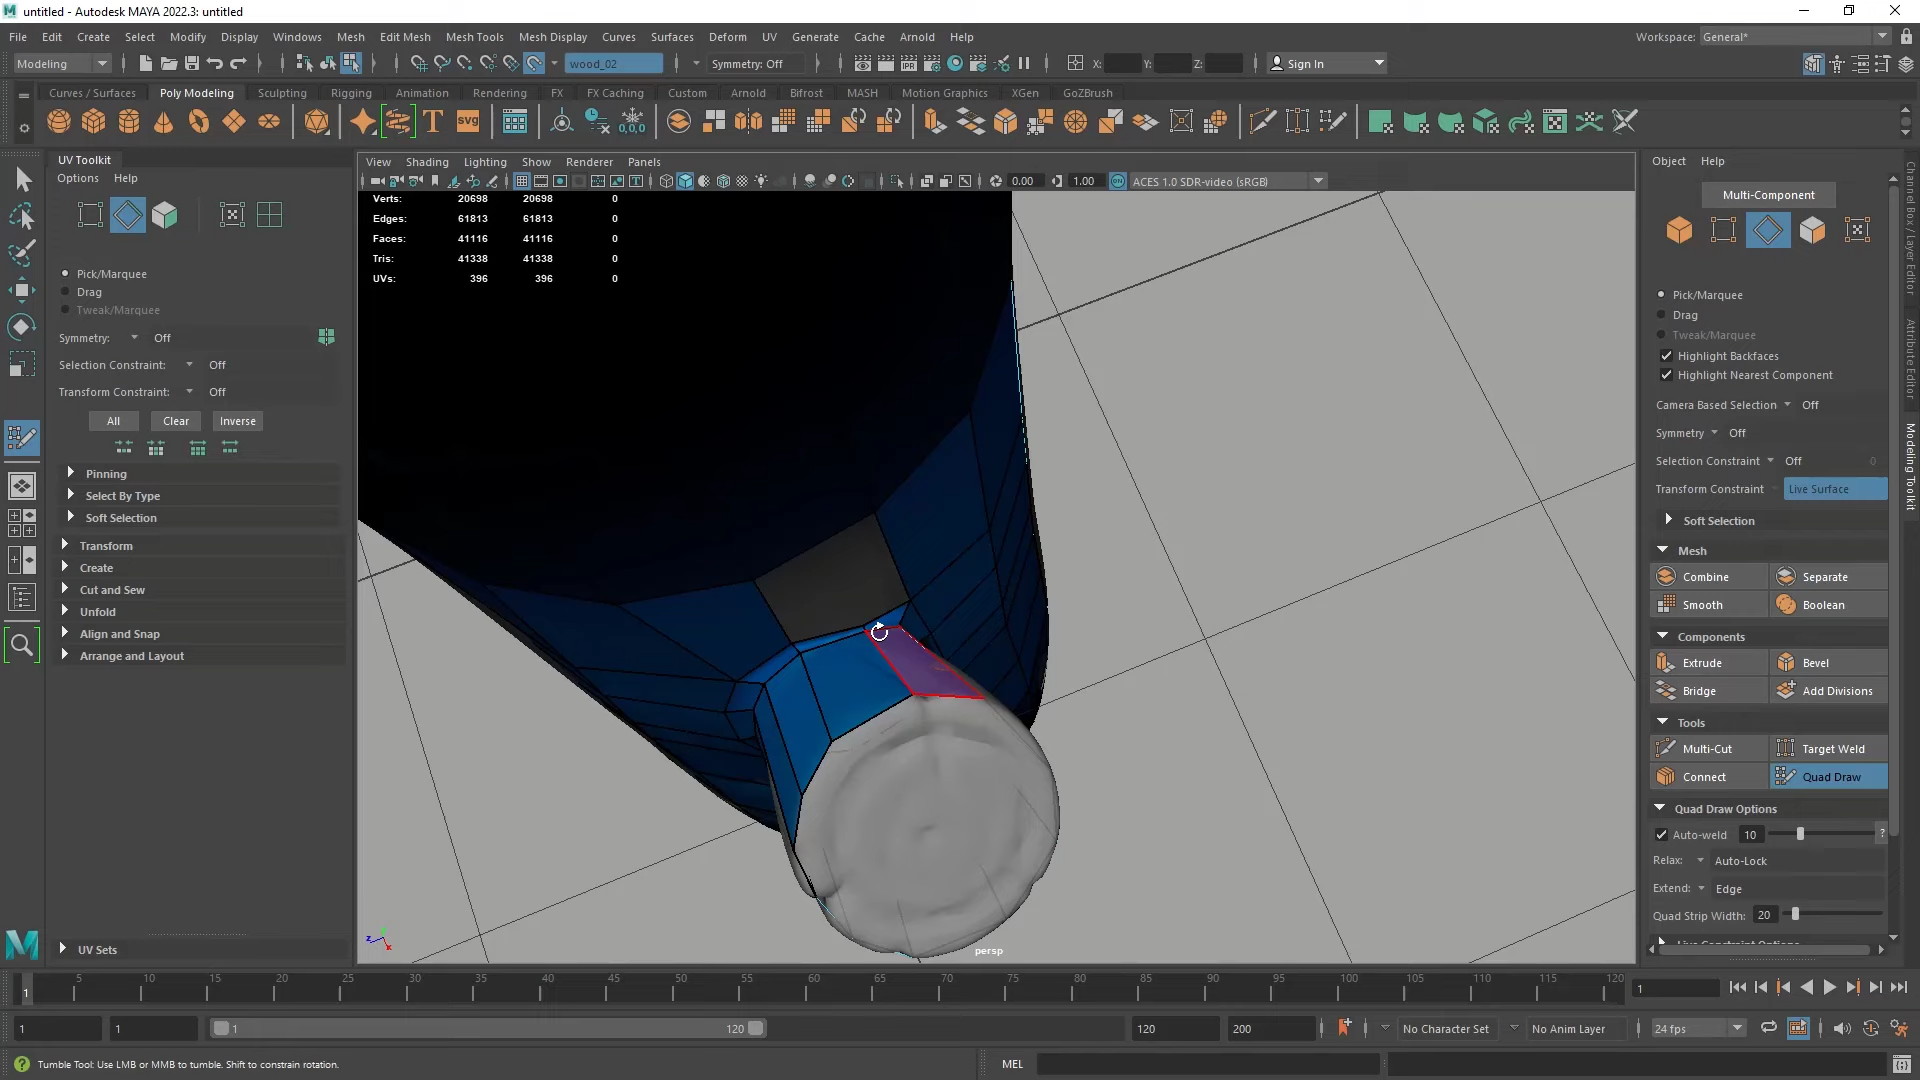 untitled - Autodesk MAYA 2022.3: untitled
File Edit Create Select Modify Display Windows Mesh Edit Mesh Mesh Tools Mesh Display Curves Surfaces Deform UV Generate Cache Arnold Help
Workspace: General*
Modeling wood_02 Symmetry: Off X: Y: Z: Sign In
Curves / Surfaces Poly Modeling Sculpting Rigging Animation Rendering FX FX Caching Custom Arnold Bifrost MASH Motion Graphics XGen GoZBrush
T SVG 0,0,0
UV Toolkit
Options Help
Pick/Marquee
Drag
Tweak/Marquee
Symmetry: Off
Selection Constraint: Off
Transform Constraint: Off
All Clear Inverse
Pinning
Select By Type
Soft Selection
Transform
Create
Cut and Sew
Unfold
Align and Snap
Arrange and Layout
UV Sets
View Shading Lighting Show Renderer Panels
0.00 1.00 ACES 1.0 SDR-video (sRGB)
Verts: 20698 20698 0
Edges: 61813 61813 0
Faces: 41116 41116 0
Tris: 41338 41338 0
UVs: 396 396 0
persp
Object Help
Multi-Component
Pick/Marquee
Drag
Tweak/Marquee
Highlight Backfaces
Highlight Nearest Component
Camera Based Selection Off
Symmetry Off
Selection Constraint Off 0
Transform Constraint Live Surface
Soft Selection
Mesh
Combine Separate
Smooth Boolean
Components
Extrude Bevel
Bridge Add Divisions
Tools
Multi-Cut Target Weld
Connect Quad Draw
Quad Draw Options
Auto-weld 10 ?
Relax: Auto-Lock
Extend: Edge
Quad Strip Width: 20
Channel Box / Layer Editor
Attribute Editor
Modeling Toolkit
5 10 15 20 25 30 35 40 45 50 55 60 65 70 75 80 85 90 95 100 105 110 115 120
1 1
1 1 1 120 120 200 No Character Set No Anim Layer 24 fps
Tumble Tool: Use LMB or MMB to tumble. Shift to constrain rotation. MEL